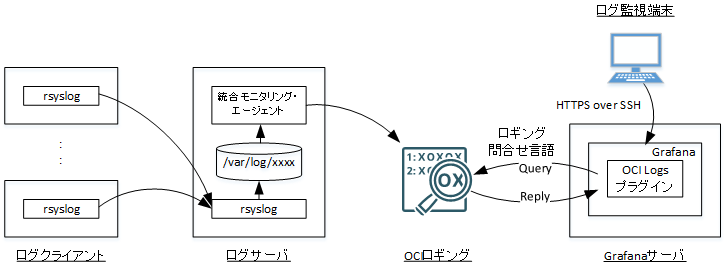 ログ監視端末
rsyslog
:
:
rsyslog
ログクライアント
統合モニタリング・
エージェント
/var/log/xxxx
rsyslog
ログサーバ
1:XOXOX
2:X
OX
OCIロギング
ロギング
問合せ言語
Query
Reply
HTTPS over SSH
Grafana
OCI Logs
プラグイン
Grafanaサーバ